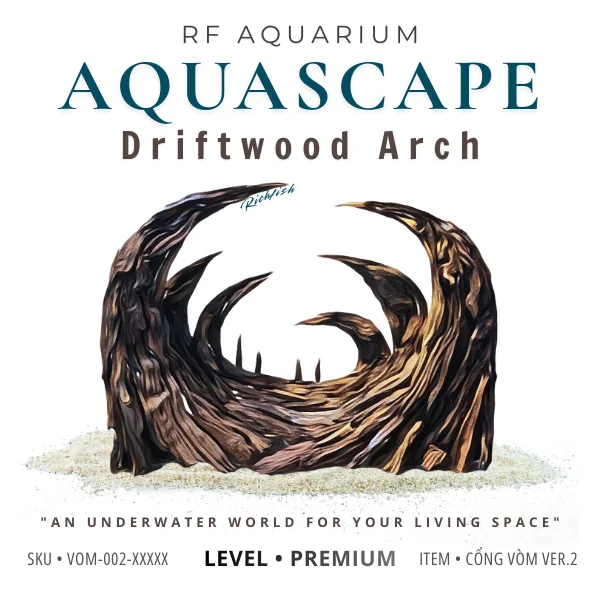 RF AQUARIUM
AQUASCAPE
Driftwood Arch
Richfish
"AN UNDERWATER WORLD FOR YOUR LIVING SPACE"
SKU • VOM-002-XXXXX LEVEL • PREMIUM ITEM • CỔNG VÒM VER.2